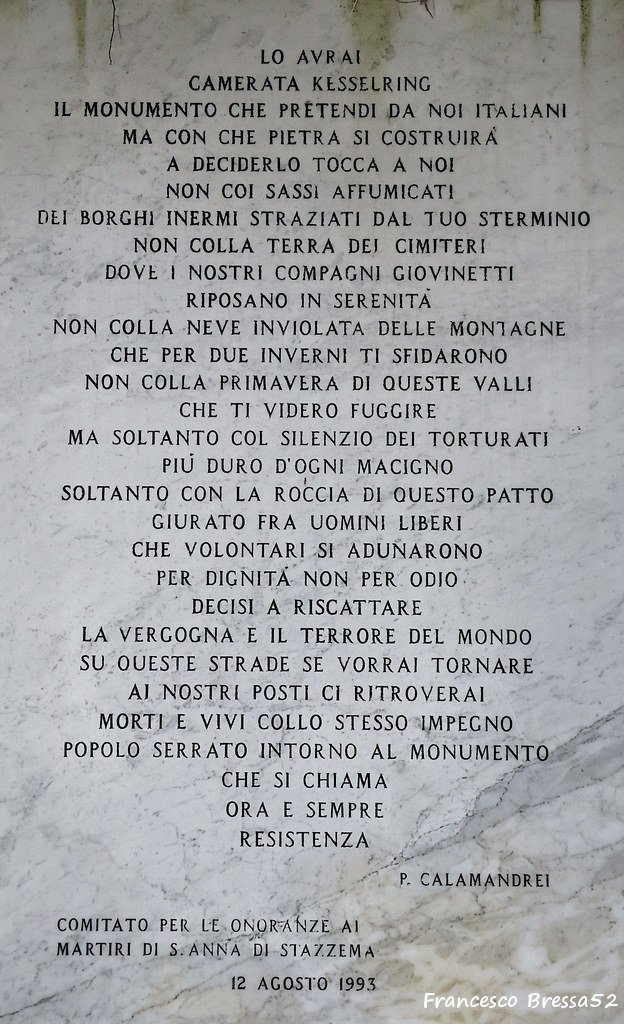 LO AVRAI
CAMERATA KESSELRING
IL MONUMENTO CHE PRETENDI DA NOI ITALIANI
MA CON CHE PIETRA SI COSTRUIRÀ
A DECIDERLO TOCCA A NOI
NON COI SASSI AFFUMICATI
DEI BORGHI INERMI STRAZIATI DAL TUO STERMINIO
NON COLLA TERRA DEI CIMITERI
DOVE I NOSTRI COMPAGNI GIOVINETTI
RIPOSANO IN SERENITÀ
NON COLLA NEVE INVIOLATA DELLE MONTAGNE
CHE PER DUE INVERNI TI SFIDARONO
NON COLLA PRIMAVERA DI QUESTE VALLI
CHE TI VIDERO FUGGIRE
MA SOLTANTO COL SILENZIO DEI TORTURATI
PIÙ DURO D'OGNI MACIGNO
SOLTANTO CON LA ROCCIA DI QUESTO PATTO
GIURATO FRA UOMINI LIBERI
CHE VOLONTARI SI ADUNARONO
PER DIGNITÀ NON PER ODIO
DECISI A RISCATTARE
LA VERGOGNA E IL TERRORE DEL MONDO
SU QUESTE STRADE SE VORRAI TORNARE
AI NOSTRI POSTI CI RITROVERAI
MORTI E VIVI COLLO STESSO IMPEGNO
POPOLO SERRATO INTORNO AL MONUMENTO
CHE SI CHIAMA
ORA E SEMPRE
RESISTENZA
P. CALAMANDREI
COMITATO PER LE ONORANZE AI
MARTIRI DI S. ANNA DI STAZZEMA
12 AGOSTO 1993
Francesco Bressa52